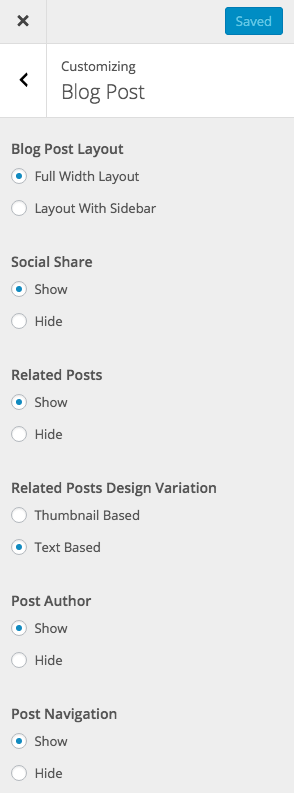 Saved
Customizing
Blog Post
Blog Post Layout
Full Width Layout
Layout With Sidebar
Social Share
Show
Hide
Related Posts
Show
Hide
Related Posts Design Variation
Thumbnail Based
Text Based
Post Author
Show
Hide
Post Navigation
Show
Hide